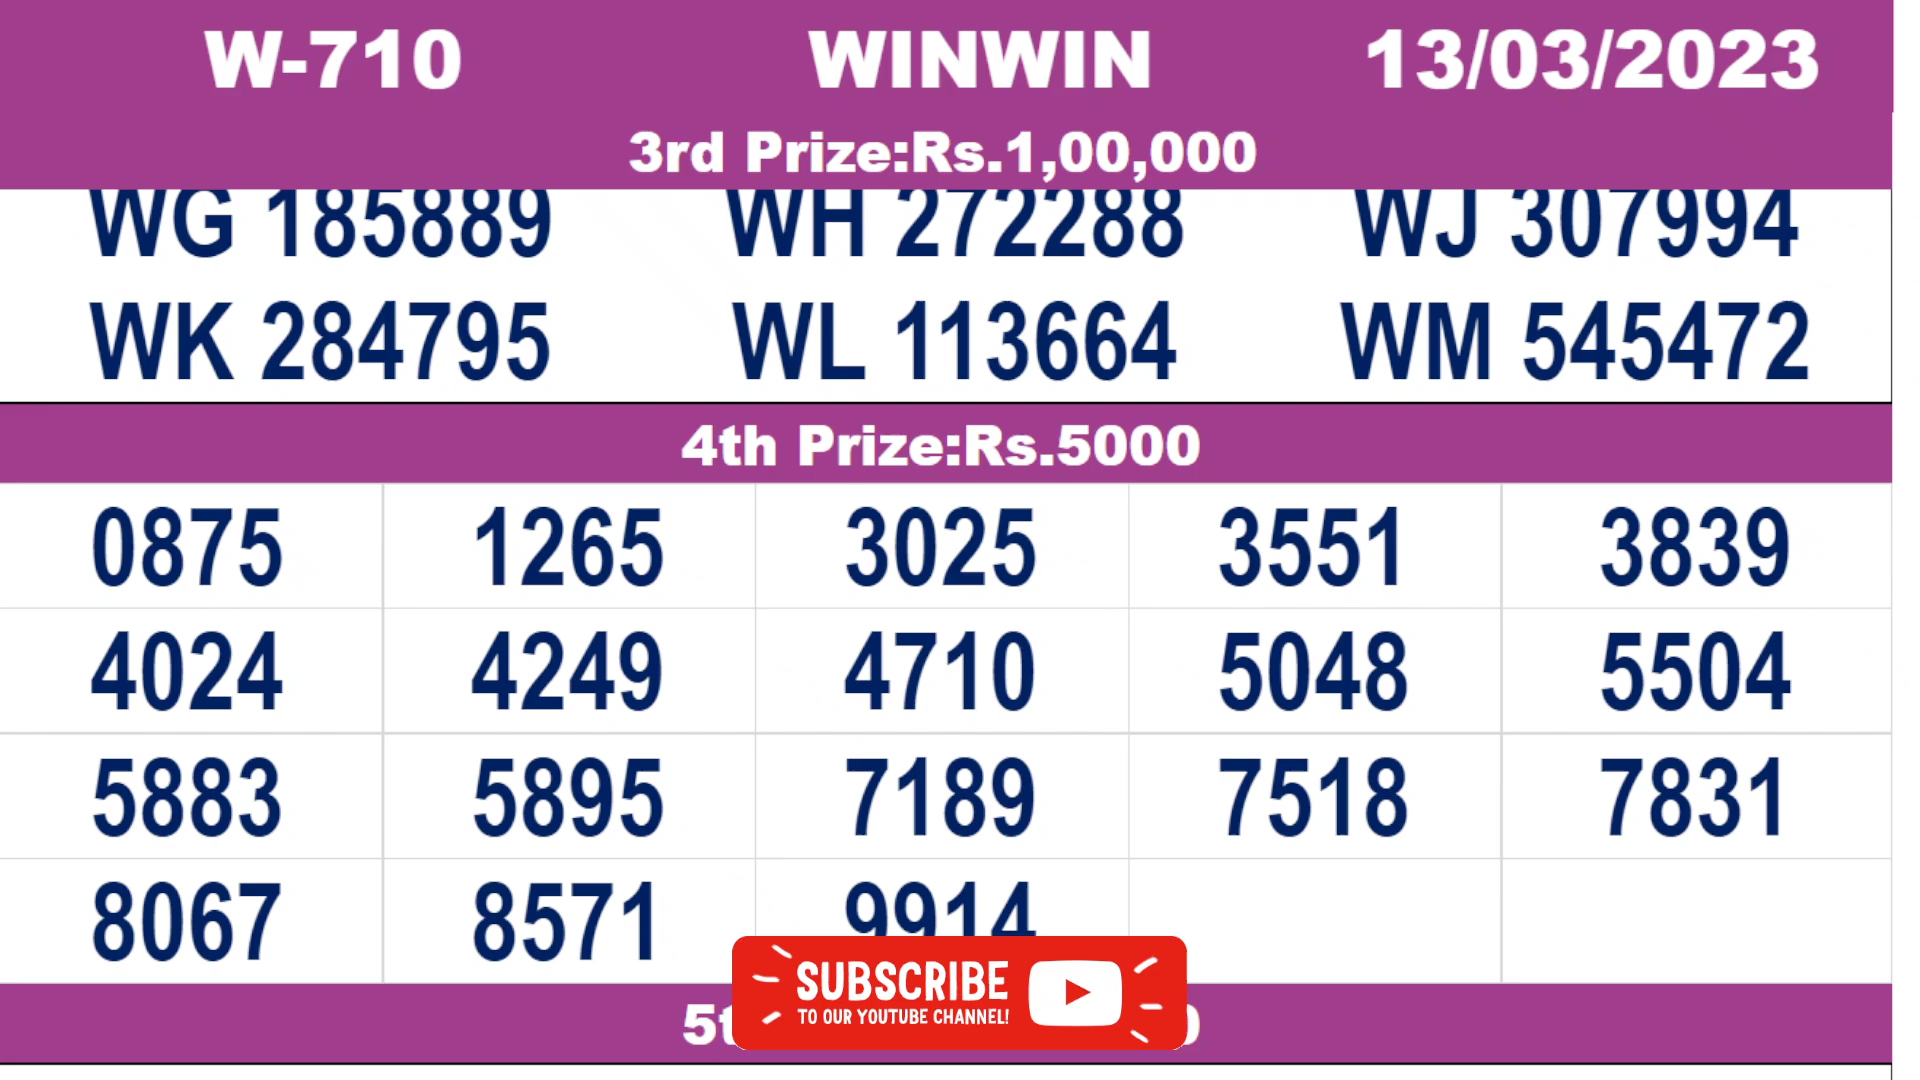 W-710 WINWIN 13/03/2023
3rd Prize:Rs.1,00,000
WG 185889 WH 272288 WJ 307994
WK 284795 WL 113664 WM 545472
4th Prize:Rs.5000
0875 1265 3025 3551 3839
4024 4249 4710 5048 5504
5883 5895 7189 7518 7831
8067 8571 9914
SUBSCRIBE
TO OUR YOUTUBE CHANNEL!